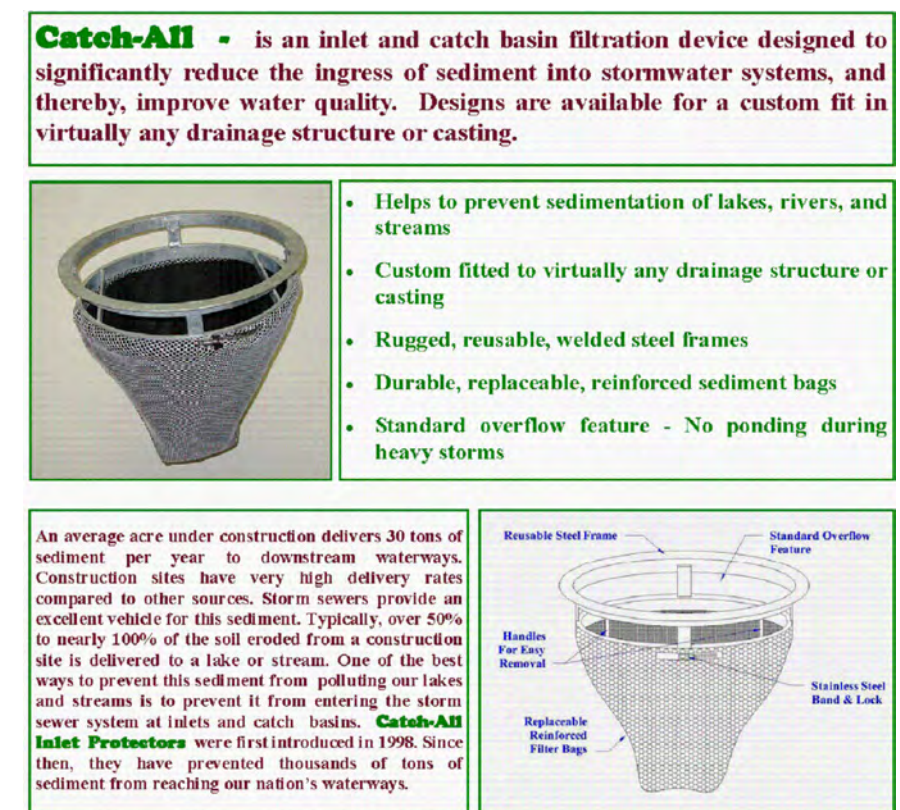 Catch-All - is an inlet and catch basin filtration device designed to
significantly reduce the ingress of sediment into stormwater systems, and
thereby, improve water quality. Designs are available for a custom fit in
virtually any drainage structure or casting.
• Helps to prevent sedimentation of lakes, rivers, and
streams
• Custom fitted to virtually any drainage structure or
casting
• Rugged, reusable, welded steel frames
• Durable, replaceable, reinforced sediment bags
• Standard overflow feature - No ponding during
heavy storms
An average acre under construction delivers 30 tons of
sediment per year to downstream waterways.
Construction sites have very high delivery rates
compared to other sources. Storm sewers provide an
excellent vehicle for this sediment. Typically, over 50%
to nearly 100% of the soil eroded from a construction
site is delivered to a lake or stream. One of the best
ways to prevent this sediment from polluting our lakes
and streams is to prevent it from entering the storm
sewer system at inlets and catch basins. Catch-All
Inlet Protectors were first introduced in 1998. Since
then, they have prevented thousands of tons of
sediment from reaching our nation's waterways.
Reusable Steel Frame
Standard Overflow
Feature
Handles
For Easy
Removal
Stainless Steel
Band & Lock
Replaceable
Reinforced
Filter Bags